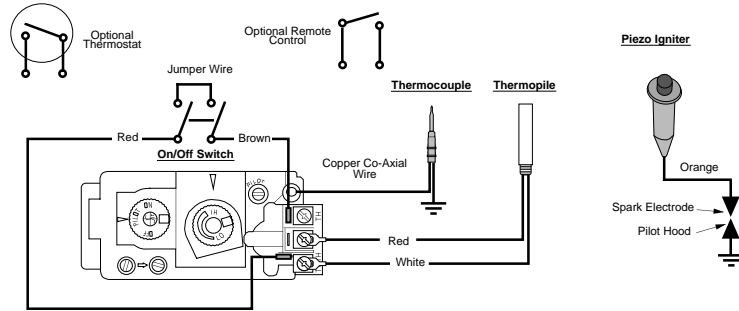 Optional
Thermostat
Optional Remote
Control
Piezo Igniter
Jumper Wire
Thermocouple
Thermopile
Red
Brown
On/Off Switch
Copper Co-Axial
Wire
Orange
PILOT
PILOT
ON
OFF
HI
LO
TH
Spark Electrode
Pilot Hood
Red
White